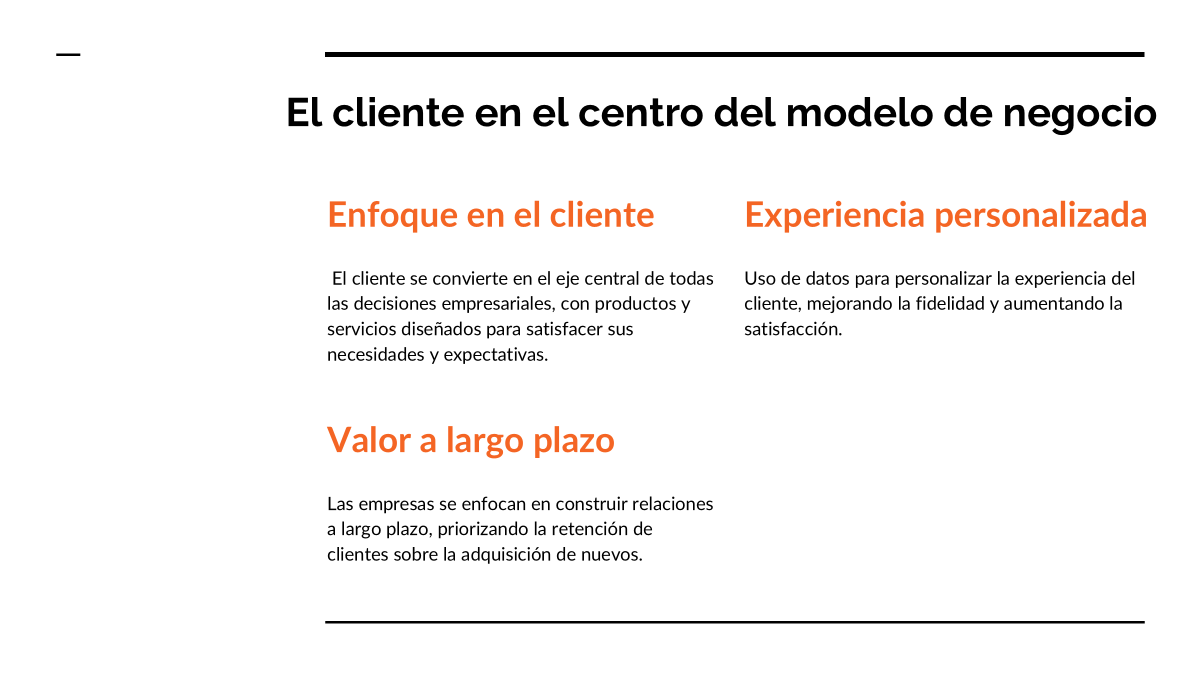 El cliente en el centro del modelo de negocio
Enfoque en el cliente
El cliente se convierte en el eje central de todas
las decisiones empresariales, con productos y
servicios diseñados para satisfacer sus
necesidades y expectativas.
Experiencia personalizada
Uso de datos para personalizar la experiencia del
cliente, mejorando la fidelidad y aumentando la
satisfacción.
Valor a largo plazo
Las empresas se enfocan en construir relaciones
a largo plazo, priorizando la retención de
clientes sobre la adquisición de nuevos.